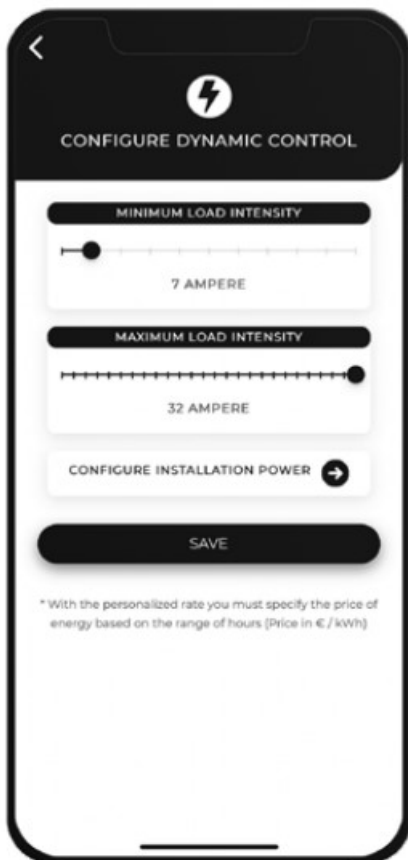 CONFIGURE DYNAMIC CONTROL
MINIMUM LOAD INTENSITY
7 AMPERE
MAXIMUM LOAD INTENSITY
32 AMPERE
CONFIGURE INSTALLATION POWER
SAVE
* With the personalized rate you must specify the price of
energy based on the range of hours (Price in € / kWh)